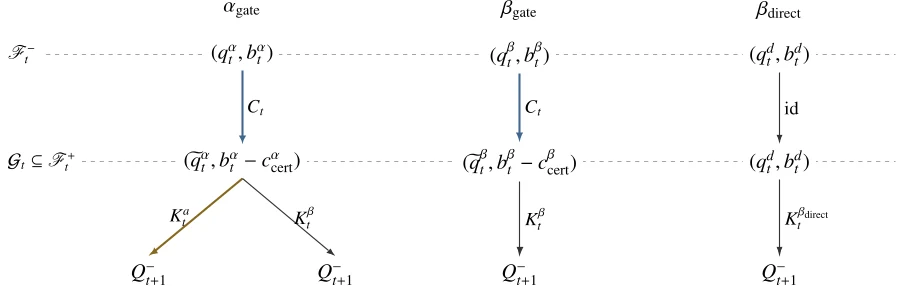 α_gate β_gate β_direct
ℱ_t^− (q_t^α, b_t^α) (q_t^β, b_t^β) (q_t^d, b_t^d)
C_t C_t id
𝒢_t ⊆ ℱ_t^+ (q̃_t^α, b_t^α − c_cert^α) (q̃_t^β, b_t^β − c_cert^β) (q_t^d, b_t^d)
K_t^a K_t^β K_t^β K_t^{β_direct}
Q_{t+1}^− Q_{t+1}^− Q_{t+1}^− Q_{t+1}^−